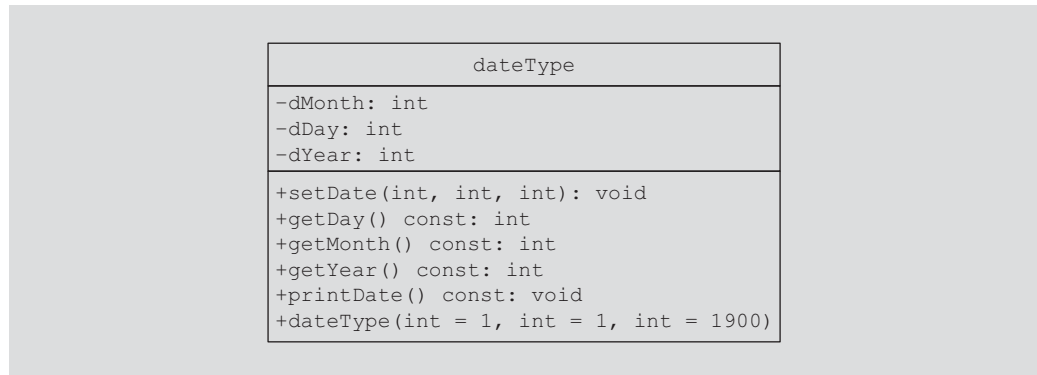 dateType
-dMonth: int
-dDay: int
-dYear: int
+setDate(int, int, int): void
+getDay() const: int
+getMonth() const: int
+getYear() const: int
+printDate() const: void
+dateType(int = 1, int = 1, int = 1900)